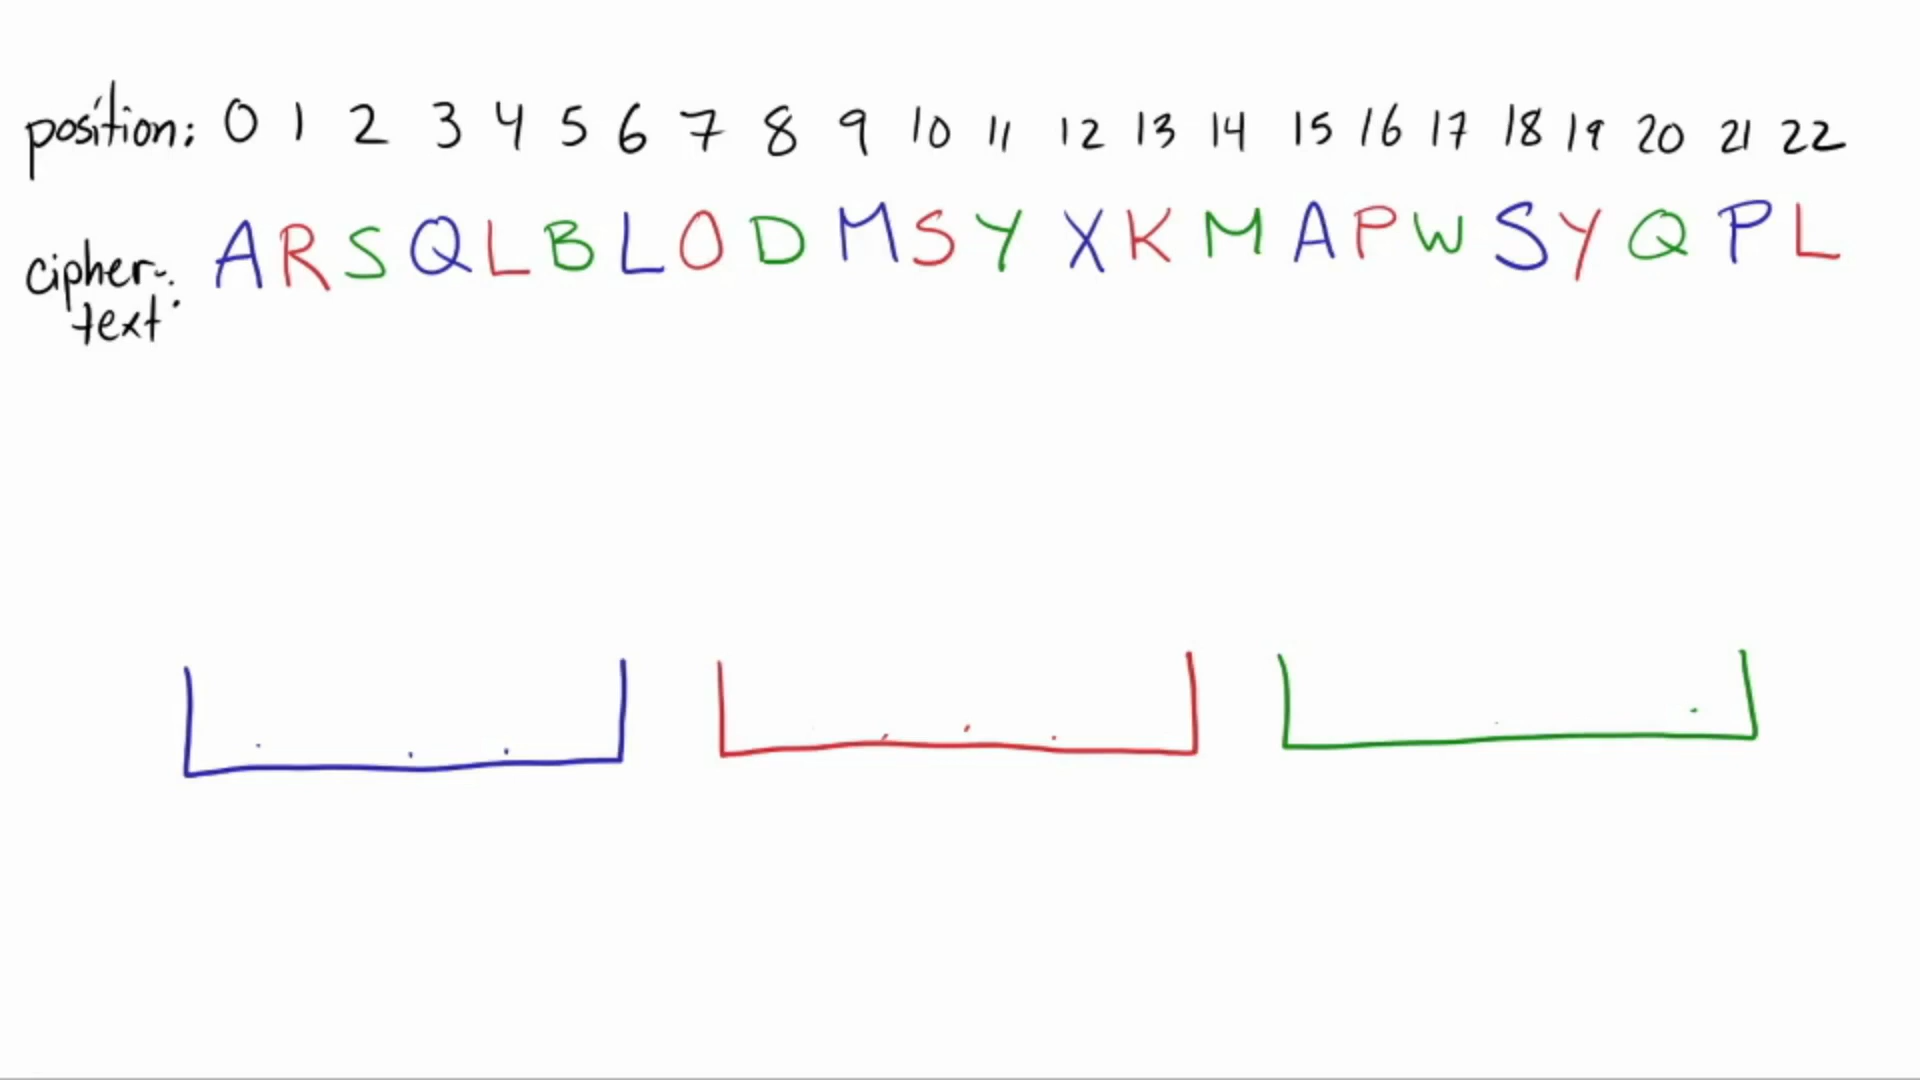 position: 0 1 2 3 4 5 6 7 8 9 10 11 12 13 14 15 16 17 18 19 20 21 22
cipher-
text: A R S Q L B L O D M S Y X K M A P W S Y Q P L